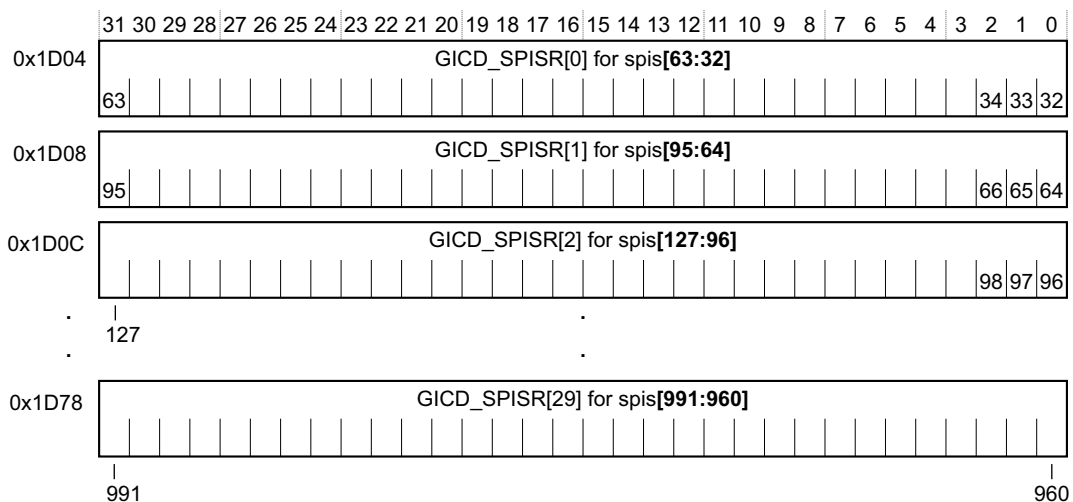 31 30 29 28 27 26 25 24 23 22 21 20 19 18 17 16 15 14 13 12 11 10 9 8 7 6 5 4 3 2 1 0
0x1D04 GICD_SPISR[0] for spis[63:32]
63 34 33 32
0x1D08 GICD_SPISR[1] for spis[95:64]
95 66 65 64
0x1D0C GICD_SPISR[2] for spis[127:96]
98 97 96
. .
127
. .
0x1D78 GICD_SPISR[29] for spis[991:960]
991 960